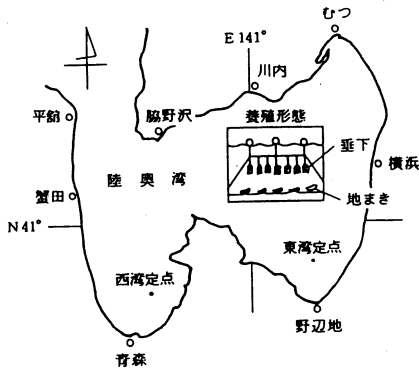 むつ
E 141°
川内
平舘
脇野沢
養殖形態
垂下
横浜
陸奥湾
蟹田
地まき
N 41°
東湾定点
西湾定点
野辺地
青森